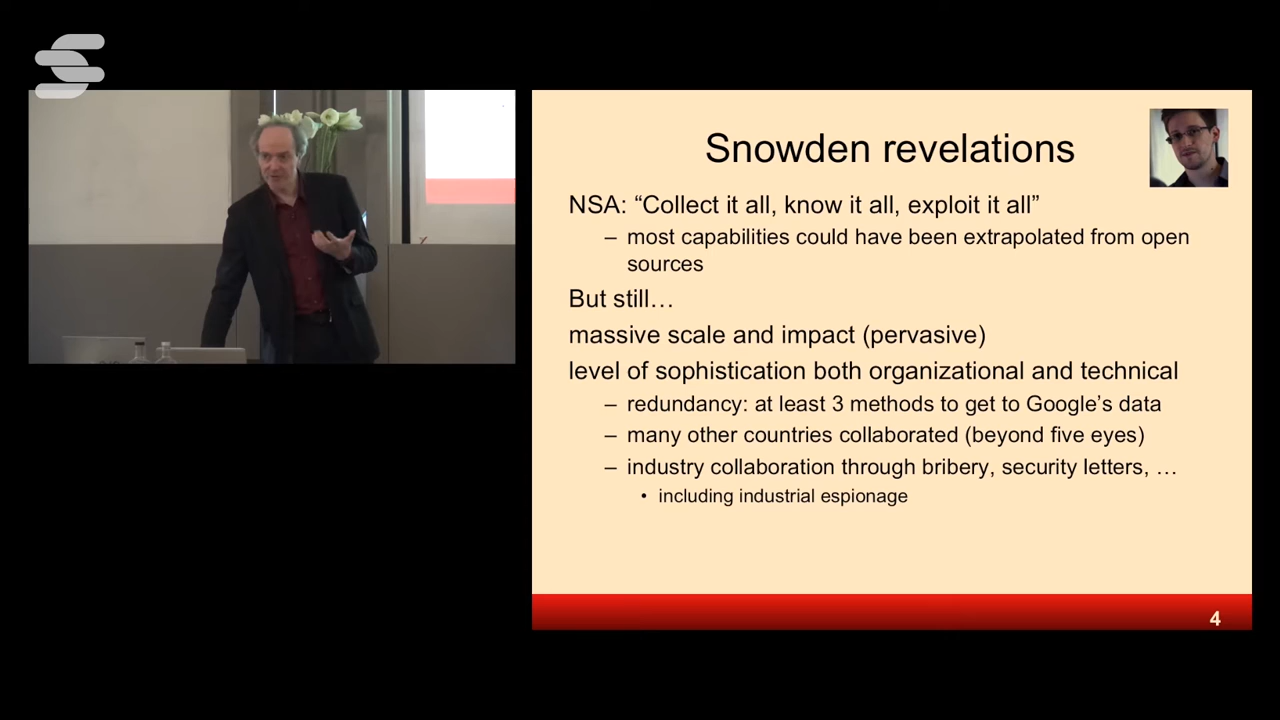 Snowden revelations
NSA: “Collect it all, know it all, exploit it all”
– most capabilities could have been extrapolated from open
sources
But still…
massive scale and impact (pervasive)
level of sophistication both organizational and technical
– redundancy: at least 3 methods to get to Google’s data
– many other countries collaborated (beyond five eyes)
– industry collaboration through bribery, security letters, …
• including industrial espionage
4